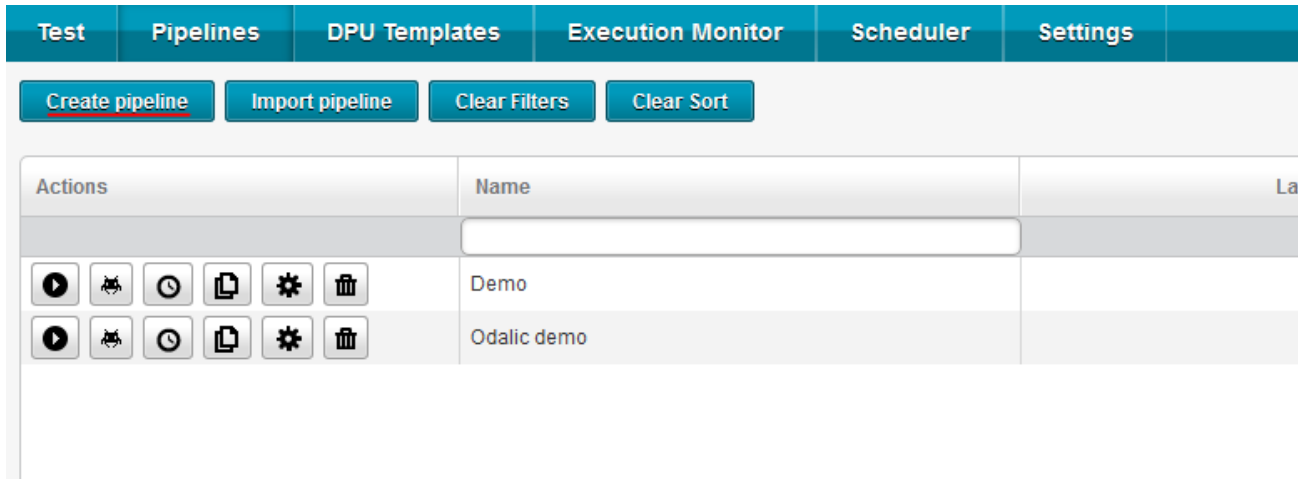 Test Pipelines DPU Templates Execution Monitor Scheduler Settings
Create pipeline Import pipeline Clear Filters Clear Sort
Actions Name La
Demo
Odalic demo